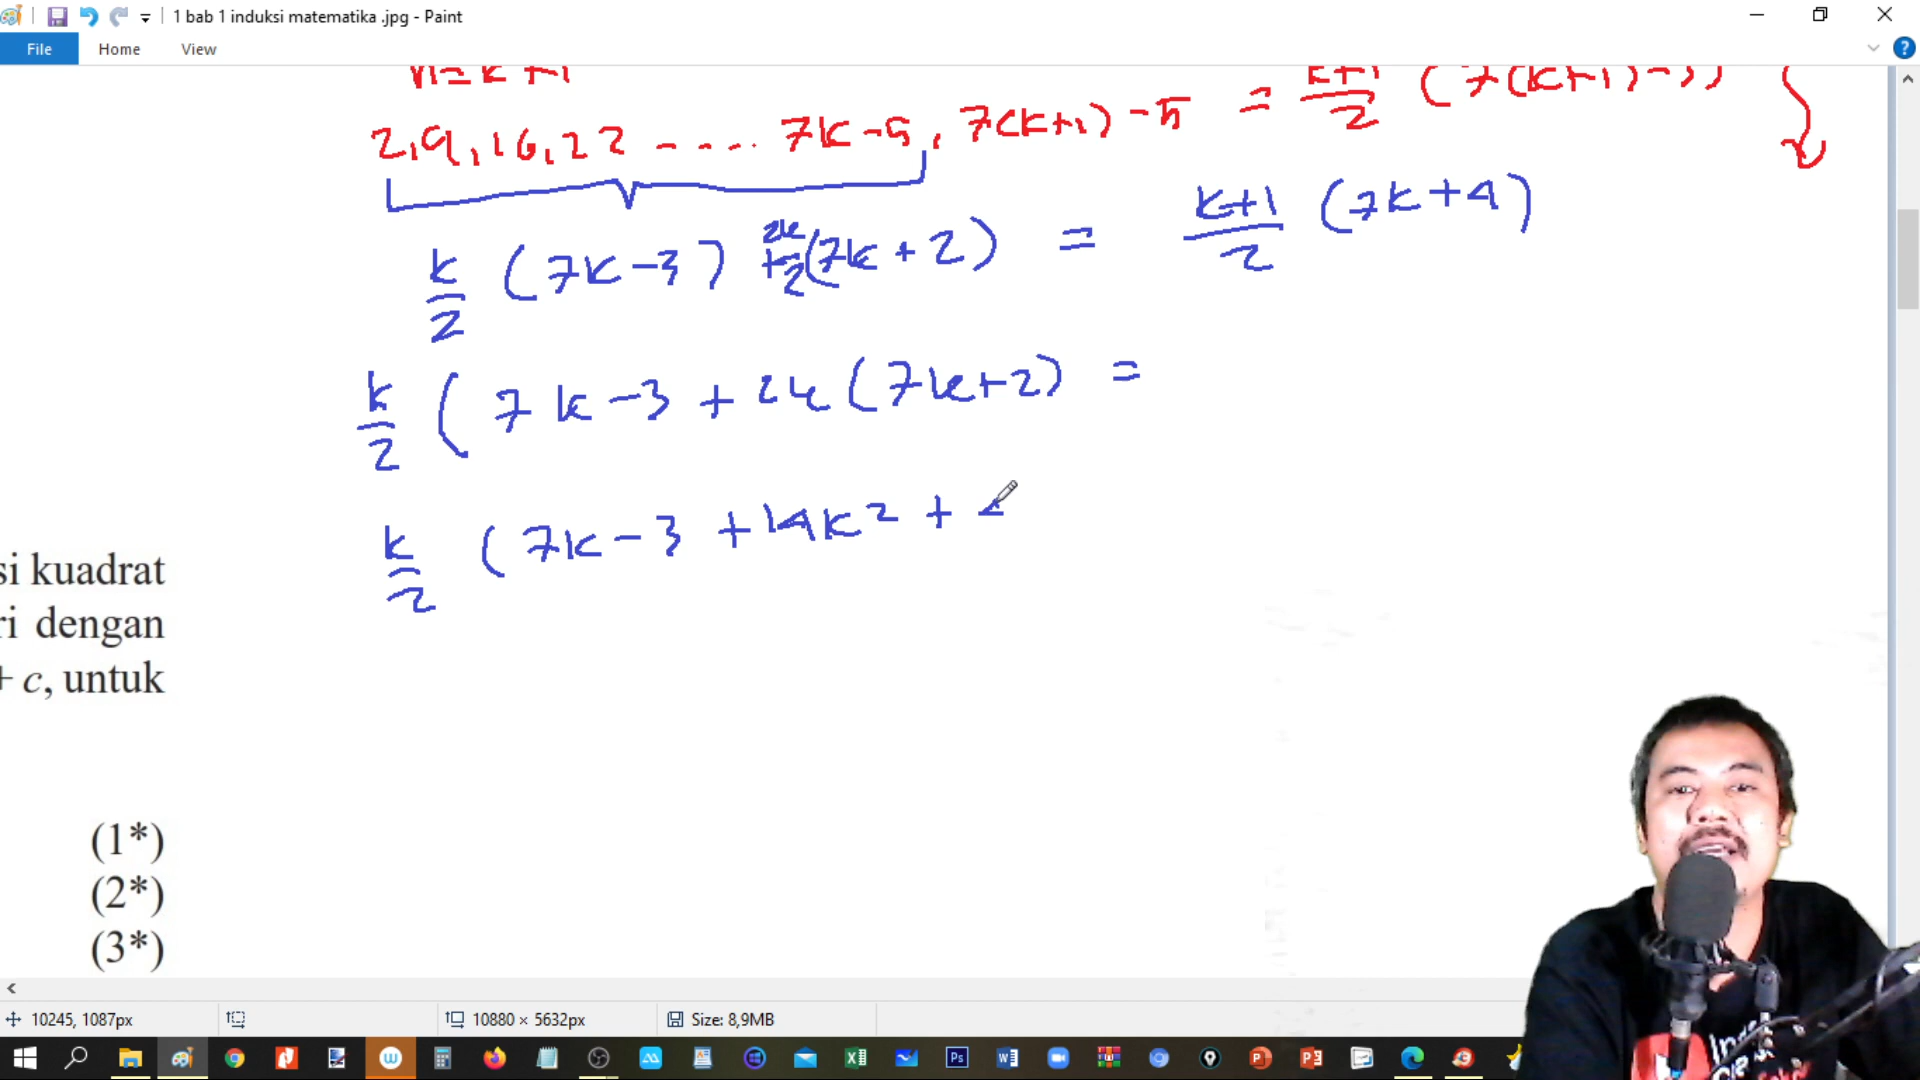 1 bab 1 induksi matematika .jpg - Paint
File Home View
n=k+1
2,9,16,22 .... 7k-5, 7(k+1)-5 = k+1/2 (7(k+1)-3)
k/2 (7k-3) + 2k/2 (7k+2) = k+1/2 (7k+4)
k/2 (7k-3+2k(7k+2) =
k/2 (7k-3+14k²+
si kuadrat
ri dengan
+ c, untuk
(1*)
(2*)
(3*)
10245, 1087px 10880 × 5632px Size: 8,9MB